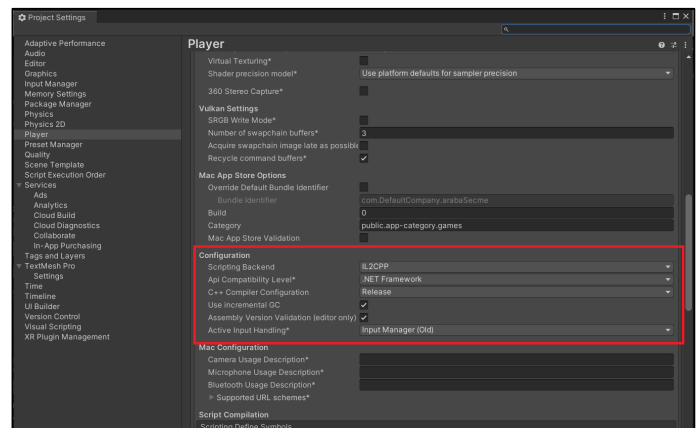 Project Settings
Adaptive Performance
Audio
Editor
Graphics
Input Manager
Memory Settings
Package Manager
Physics
Physics 2D
Player
Preset Manager
Quality
Scene Template
Script Execution Order
Services
Ads
Analytics
Cloud Build
Cloud Diagnostics
Collaborate
In-App Purchasing
Tags and Layers
TextMesh Pro
Settings
Time
Timeline
UI Builder
Version Control
Visual Scripting
XR Plugin Management
Player
Virtual Texturing*
Shader precision model* Use platform defaults for sampler precision
360 Stereo Capture*
Vulkan Settings
SRGB Write Mode*
Number of swapchain buffers* 3
Acquire swapchain image late as possible
Recycle command buffers*
Mac App Store Options
Override Default Bundle Identifier
Bundle Identifier com.DefaultCompany.arabaSecme
Build 0
Category public.app-category.games
Mac App Store Validation
Configuration
Scripting Backend IL2CPP
Api Compatibility Level* .NET Framework
C++ Compiler Configuration Release
Use incremental GC
Assembly Version Validation (editor only)
Active Input Handling* Input Manager (Old)
Mac Configuration
Camera Usage Description*
Microphone Usage Description*
Bluetooth Usage Description*
Supported URL schemes*
Script Compilation
Scripting Define Symbols